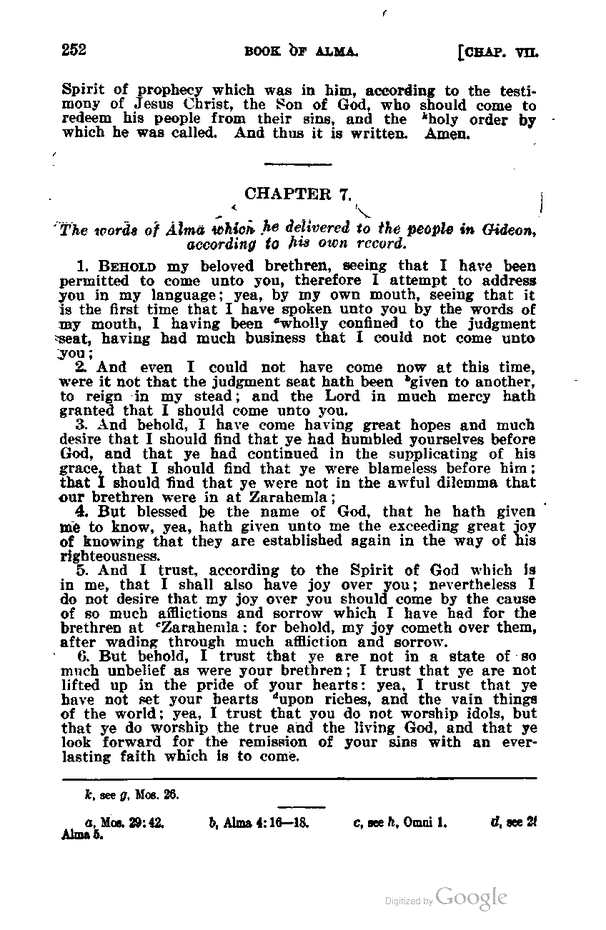 252 BOOK OF ALMA. [CHAP. VII.
Spirit of prophecy which was in him, according to the testi-
mony of Jesus Christ, the Son of God, who should come to
redeem his people from their sins, and the kholy order by
which he was called. And thus it is written. Amen.
CHAPTER 7.
The words of Alma which he delivered to the people in Gideon,
according to his own record.
1. BEHOLD my beloved brethren, seeing that I have been
permitted to come unto you, therefore I attempt to address
you in my language; yea, by my own mouth, seeing that it
is the first time that I have spoken unto you by the words of
my mouth, I having been awholly confined to the judgment
seat, having had much business that I could not come unto
you;
2. And even I could not have come now at this time,
were it not that the judgment seat hath been bgiven to another,
to reign in my stead; and the Lord in much mercy hath
granted that I should come unto you.
3. And behold, I have come having great hopes and much
desire that I should find that ye had humbled yourselves before
God, and that ye had continued in the supplicating of his
grace, that I should find that ye were blameless before him;
that I should find that ye were not in the awful dilemma that
our brethren were in at Zarahemla;
4. But blessed be the name of God, that he hath given
me to know, yea, hath given unto me the exceeding great joy
of knowing that they are established again in the way of his
righteousness.
5. And I trust, according to the Spirit of God which is
in me, that I shall also have joy over you; nevertheless I
do not desire that my joy over you should come by the cause
of so much afflictions and sorrow which I have had for the
brethren at cZarahemla: for behold, my joy cometh over them,
after wading through much affliction and sorrow.
6. But behold, I trust that ye are not in a state of so
much unbelief as were your brethren; I trust that ye are not
lifted up in the pride of your hearts: yea, I trust that ye
have not set your hearts dupon riches, and the vain things
of the world; yea, I trust that you do not worship idols, but
that ye do worship the true and the living God, and that ye
look forward for the remission of your sins with an ever-
lasting faith which is to come.
k, see g, Mos. 26.
a, Mos. 29:42. b, Alma 4:16—18. c, see h, Omni 1. d, see 2f
Alma 5.
Digitized by Google